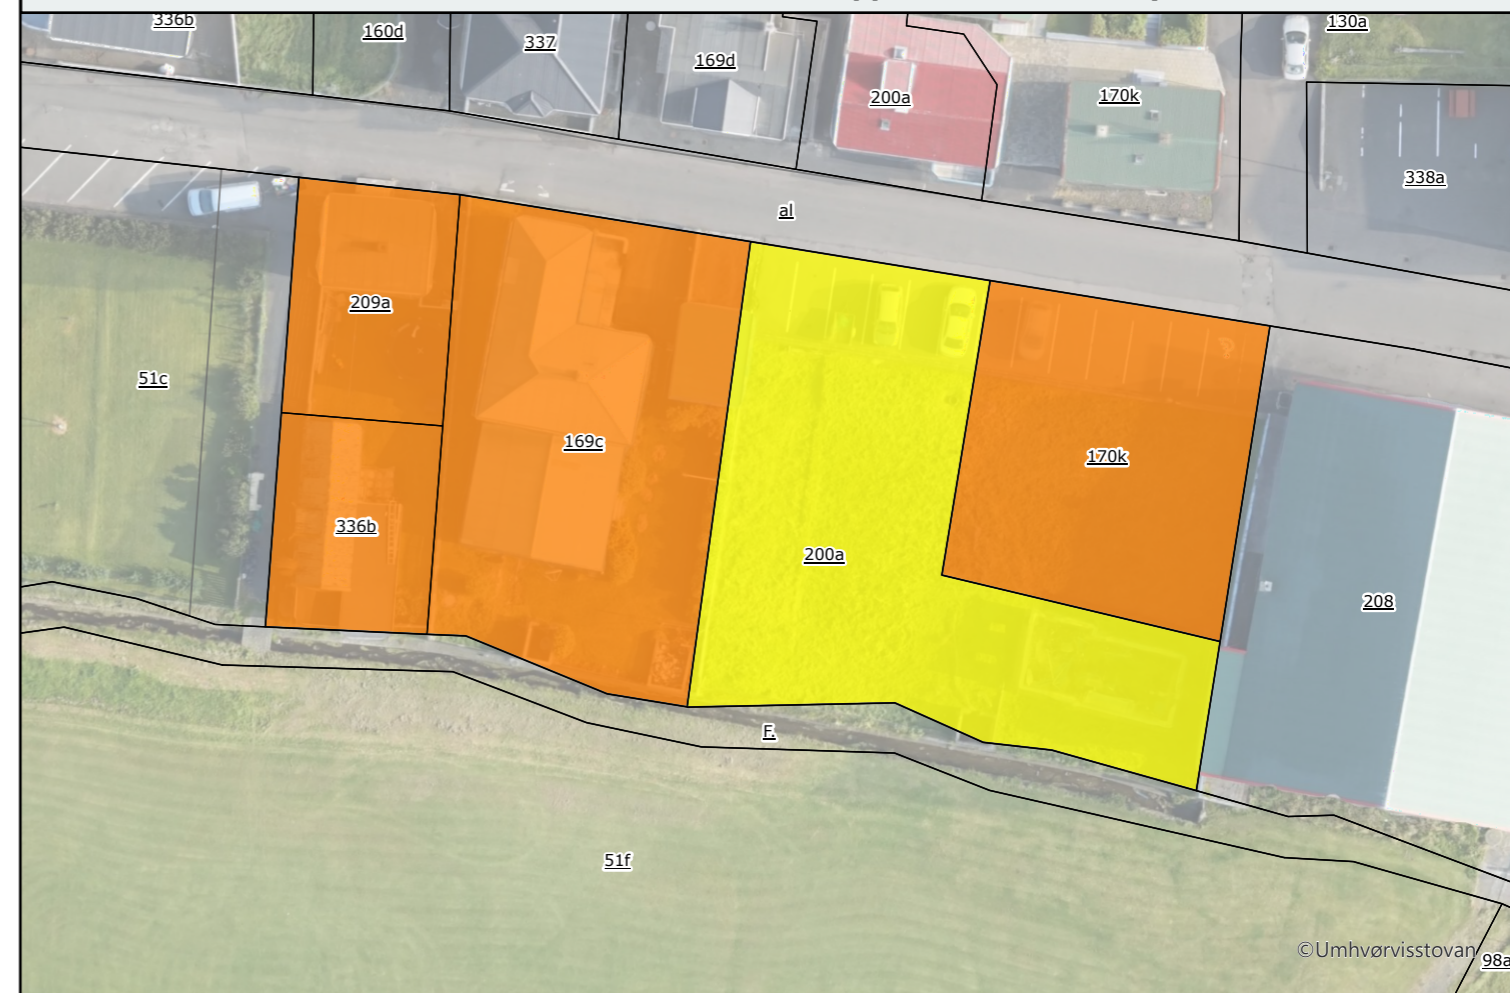 336b
160d
337
169d
200a
170k
130a
338a
al
209a
51c
169c
170k
336b
200a
208
F.
51f
©Umhvørvisstovan
98a